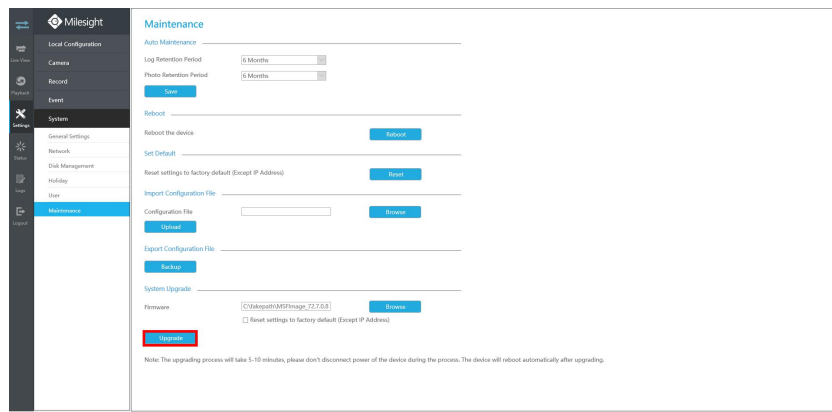 Milesight
Live View
Playback
Settings
Status
Logs
Logout
Local Configuration
Camera
Record
Event
System
General Settings
Network
Disk Management
Holiday
User
Maintenance
Maintenance
Auto Maintenance
Log Retention Period 6 Months
Photo Retention Period 6 Months
Save
Reboot
Reboot the device Reboot
Set Default
Reset settings to factory default (Except IP Address) Reset
Import Configuration File
Configuration File Browse
Upload
Export Configuration File
Backup
System Upgrade
Firmware C:\fakepath\MSFImage_72.7.0.8 Browse
Reset settings to factory default (Except IP Address)
Upgrade
Note: The upgrading process will take 5-10 minutes, please don't disconnect power of the device during the process. The device will reboot automatically after upgrading.